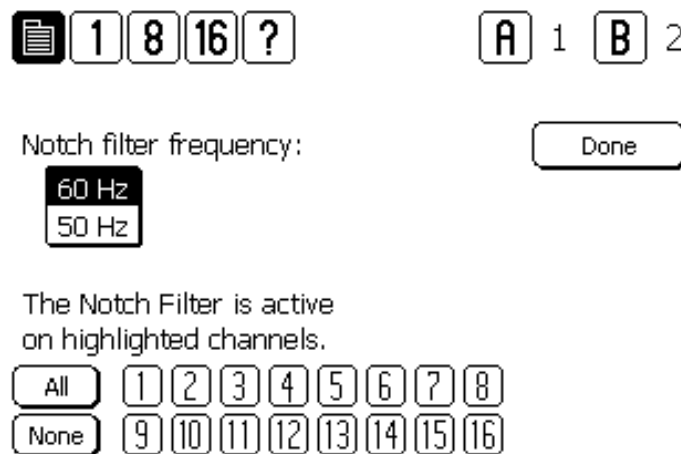 1 8 16 ? A 1 B 2
Notch filter frequency: Done
60 Hz
50 Hz
The Notch Filter is active
on highlighted channels.
All 1 2 3 4 5 6 7 8
None 9 10 11 12 13 14 15 16